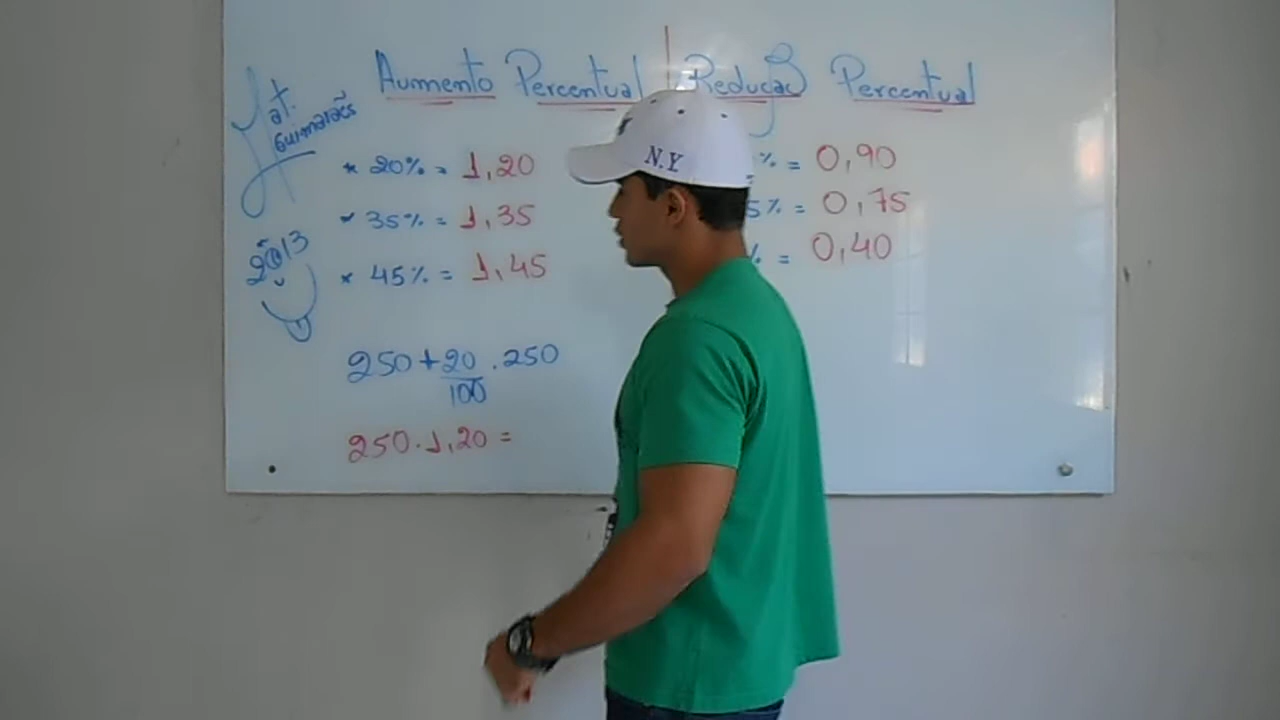 Aumento Percentual
Mat.
Guimarães
2013
* 20% = 1,20
* 35% = 1,35
* 45% = 1,45
250 + 20/100 . 250
250 . 1,20 =
Redução Percentual
% = 0,90
5% = 0,75
% = 0,40
N.Y